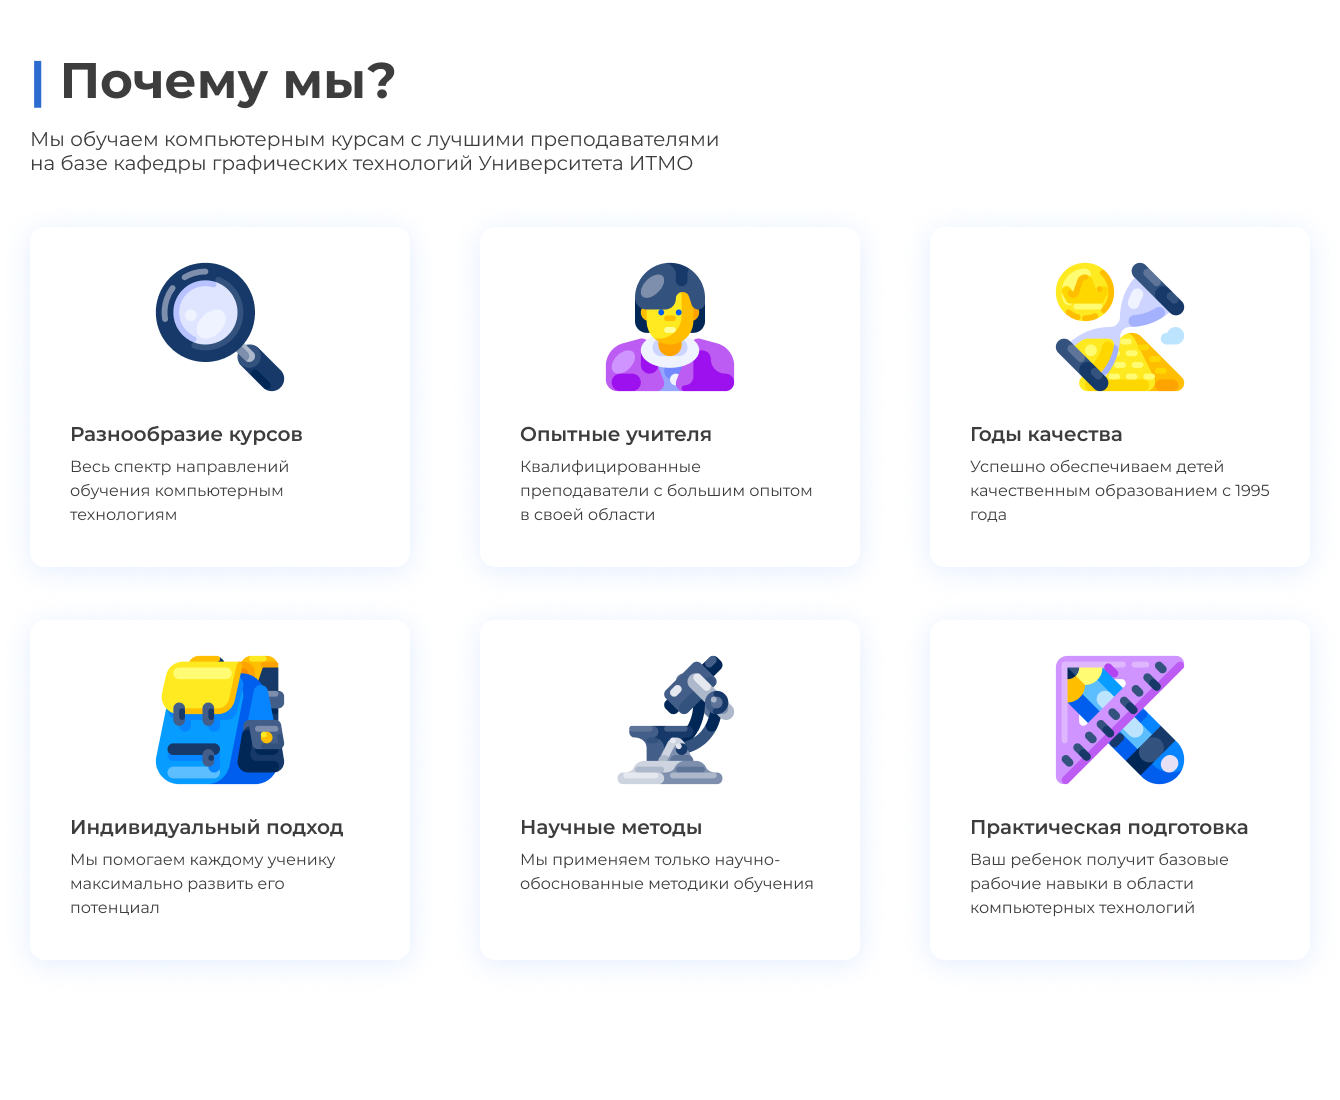 Почему мы?
Мы обучаем компьютерным курсам с лучшими преподавателями
на базе кафедры графических технологий Университета ИТМО
Разнообразие курсов
Весь спектр направлений
обучения компьютерным
технологиям
Опытные учителя
Квалифицированные
преподаватели с большим опытом
в своей области
Годы качества
Успешно обеспечиваем детей
качественным образованием с 1995
года
Индивидуальный подход
Мы помогаем каждому ученику
максимально развить его
потенциал
Научные методы
Мы применяем только научно-
обоснованные методики обучения
Практическая подготовка
Ваш ребенок получит базовые
рабочие навыки в области
компьютерных технологий